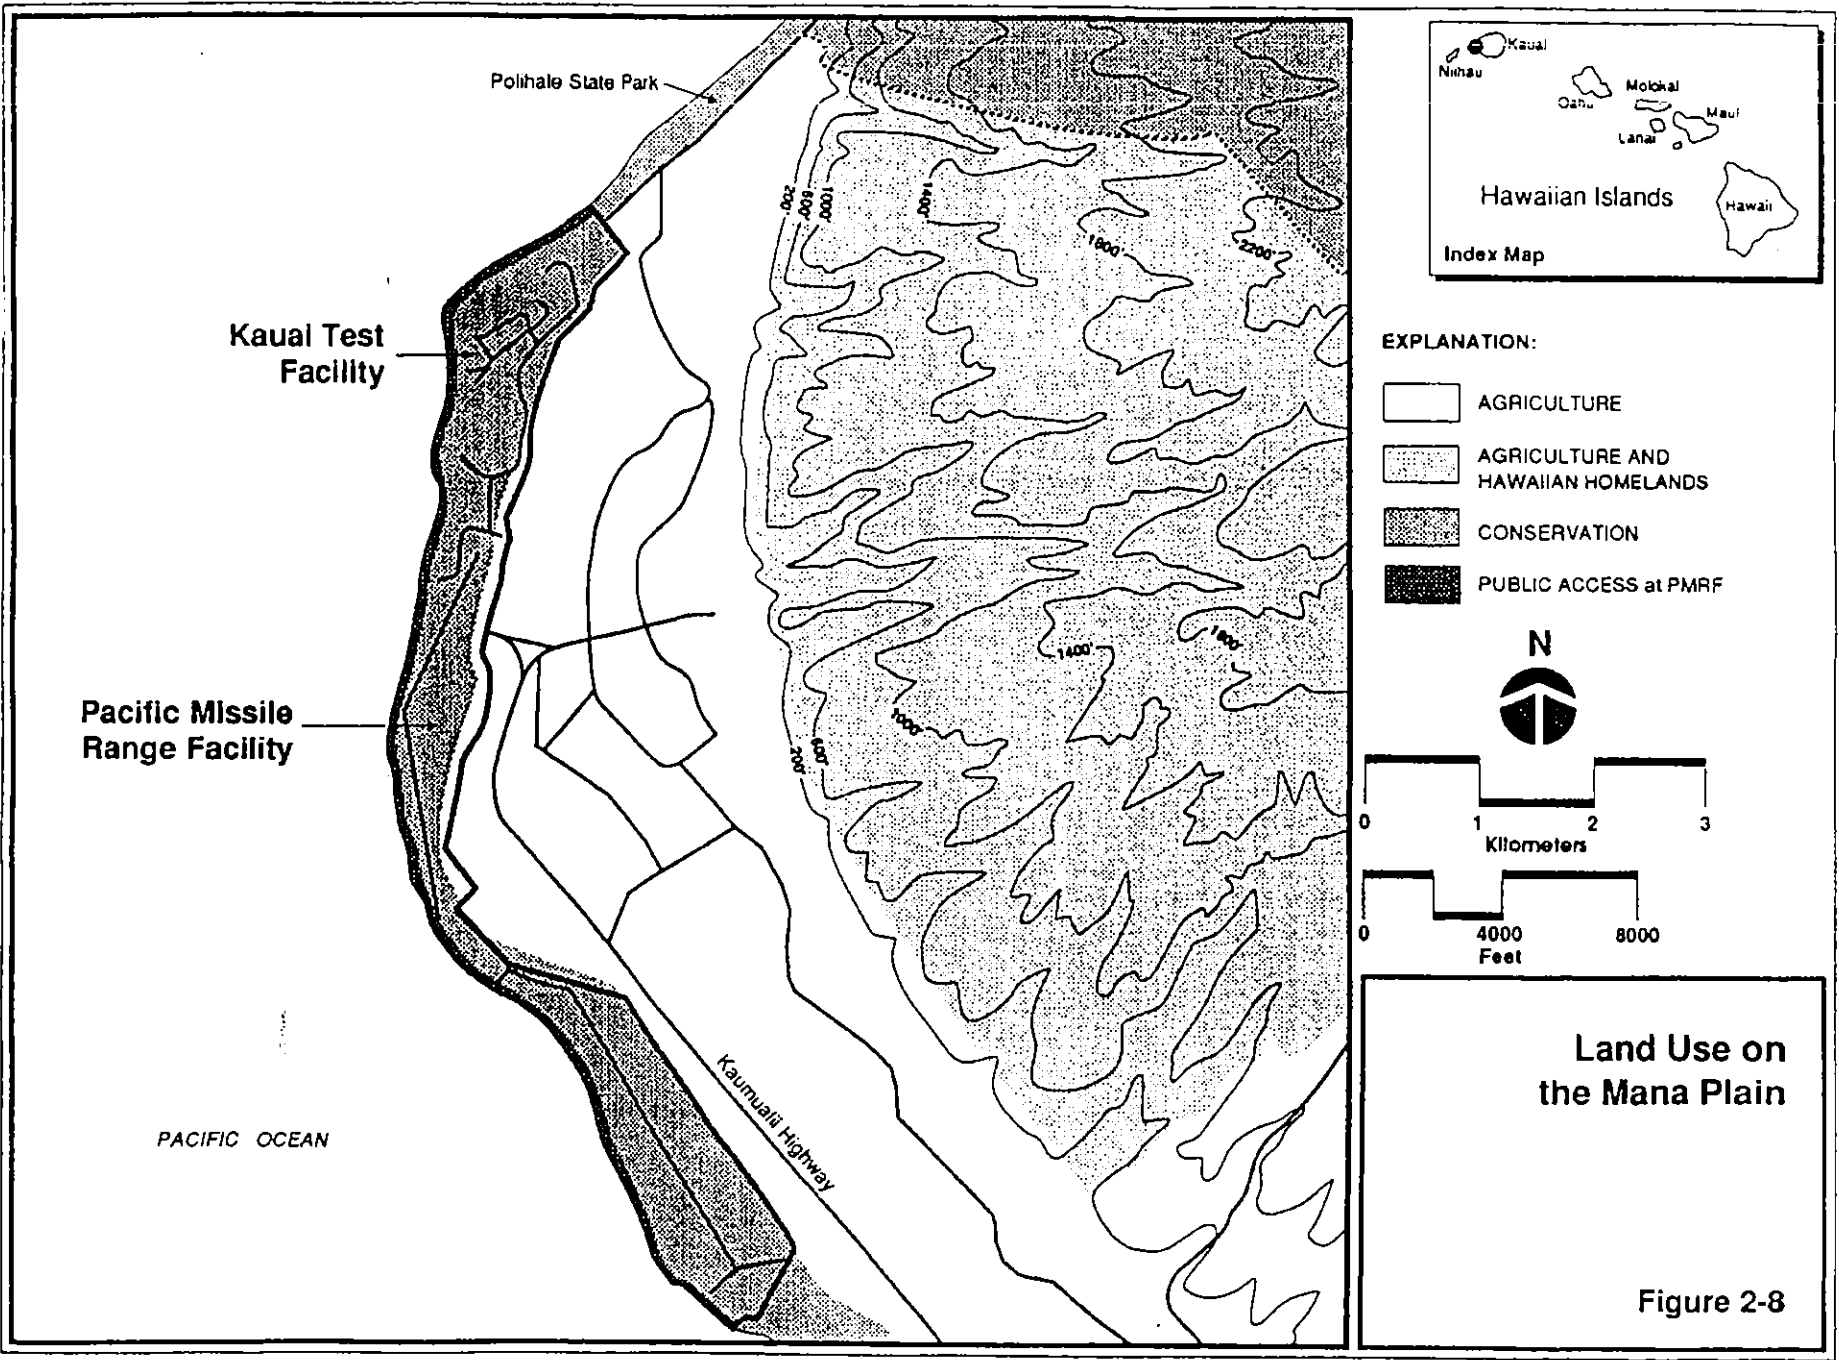 Polihale State Park
Kauai Test
Facility
Pacific Missile
Range Facility
PACIFIC OCEAN
Kaumualii Highway
200'
600'
1000'
1400'
1800'
2200'
1400'
1800'
1000'
600'
200'
Kauai
Niihau
Oahu
Molokai
Maui
Lanai
Hawaii
Hawaiian Islands
Index Map
EXPLANATION:
AGRICULTURE
AGRICULTURE AND
HAWAIIAN HOMELANDS
CONSERVATION
PUBLIC ACCESS at PMRF
N
0 1 2 3
Kilometers
0 4000 8000
Feet
Land Use on
the Mana Plain
Figure 2-8